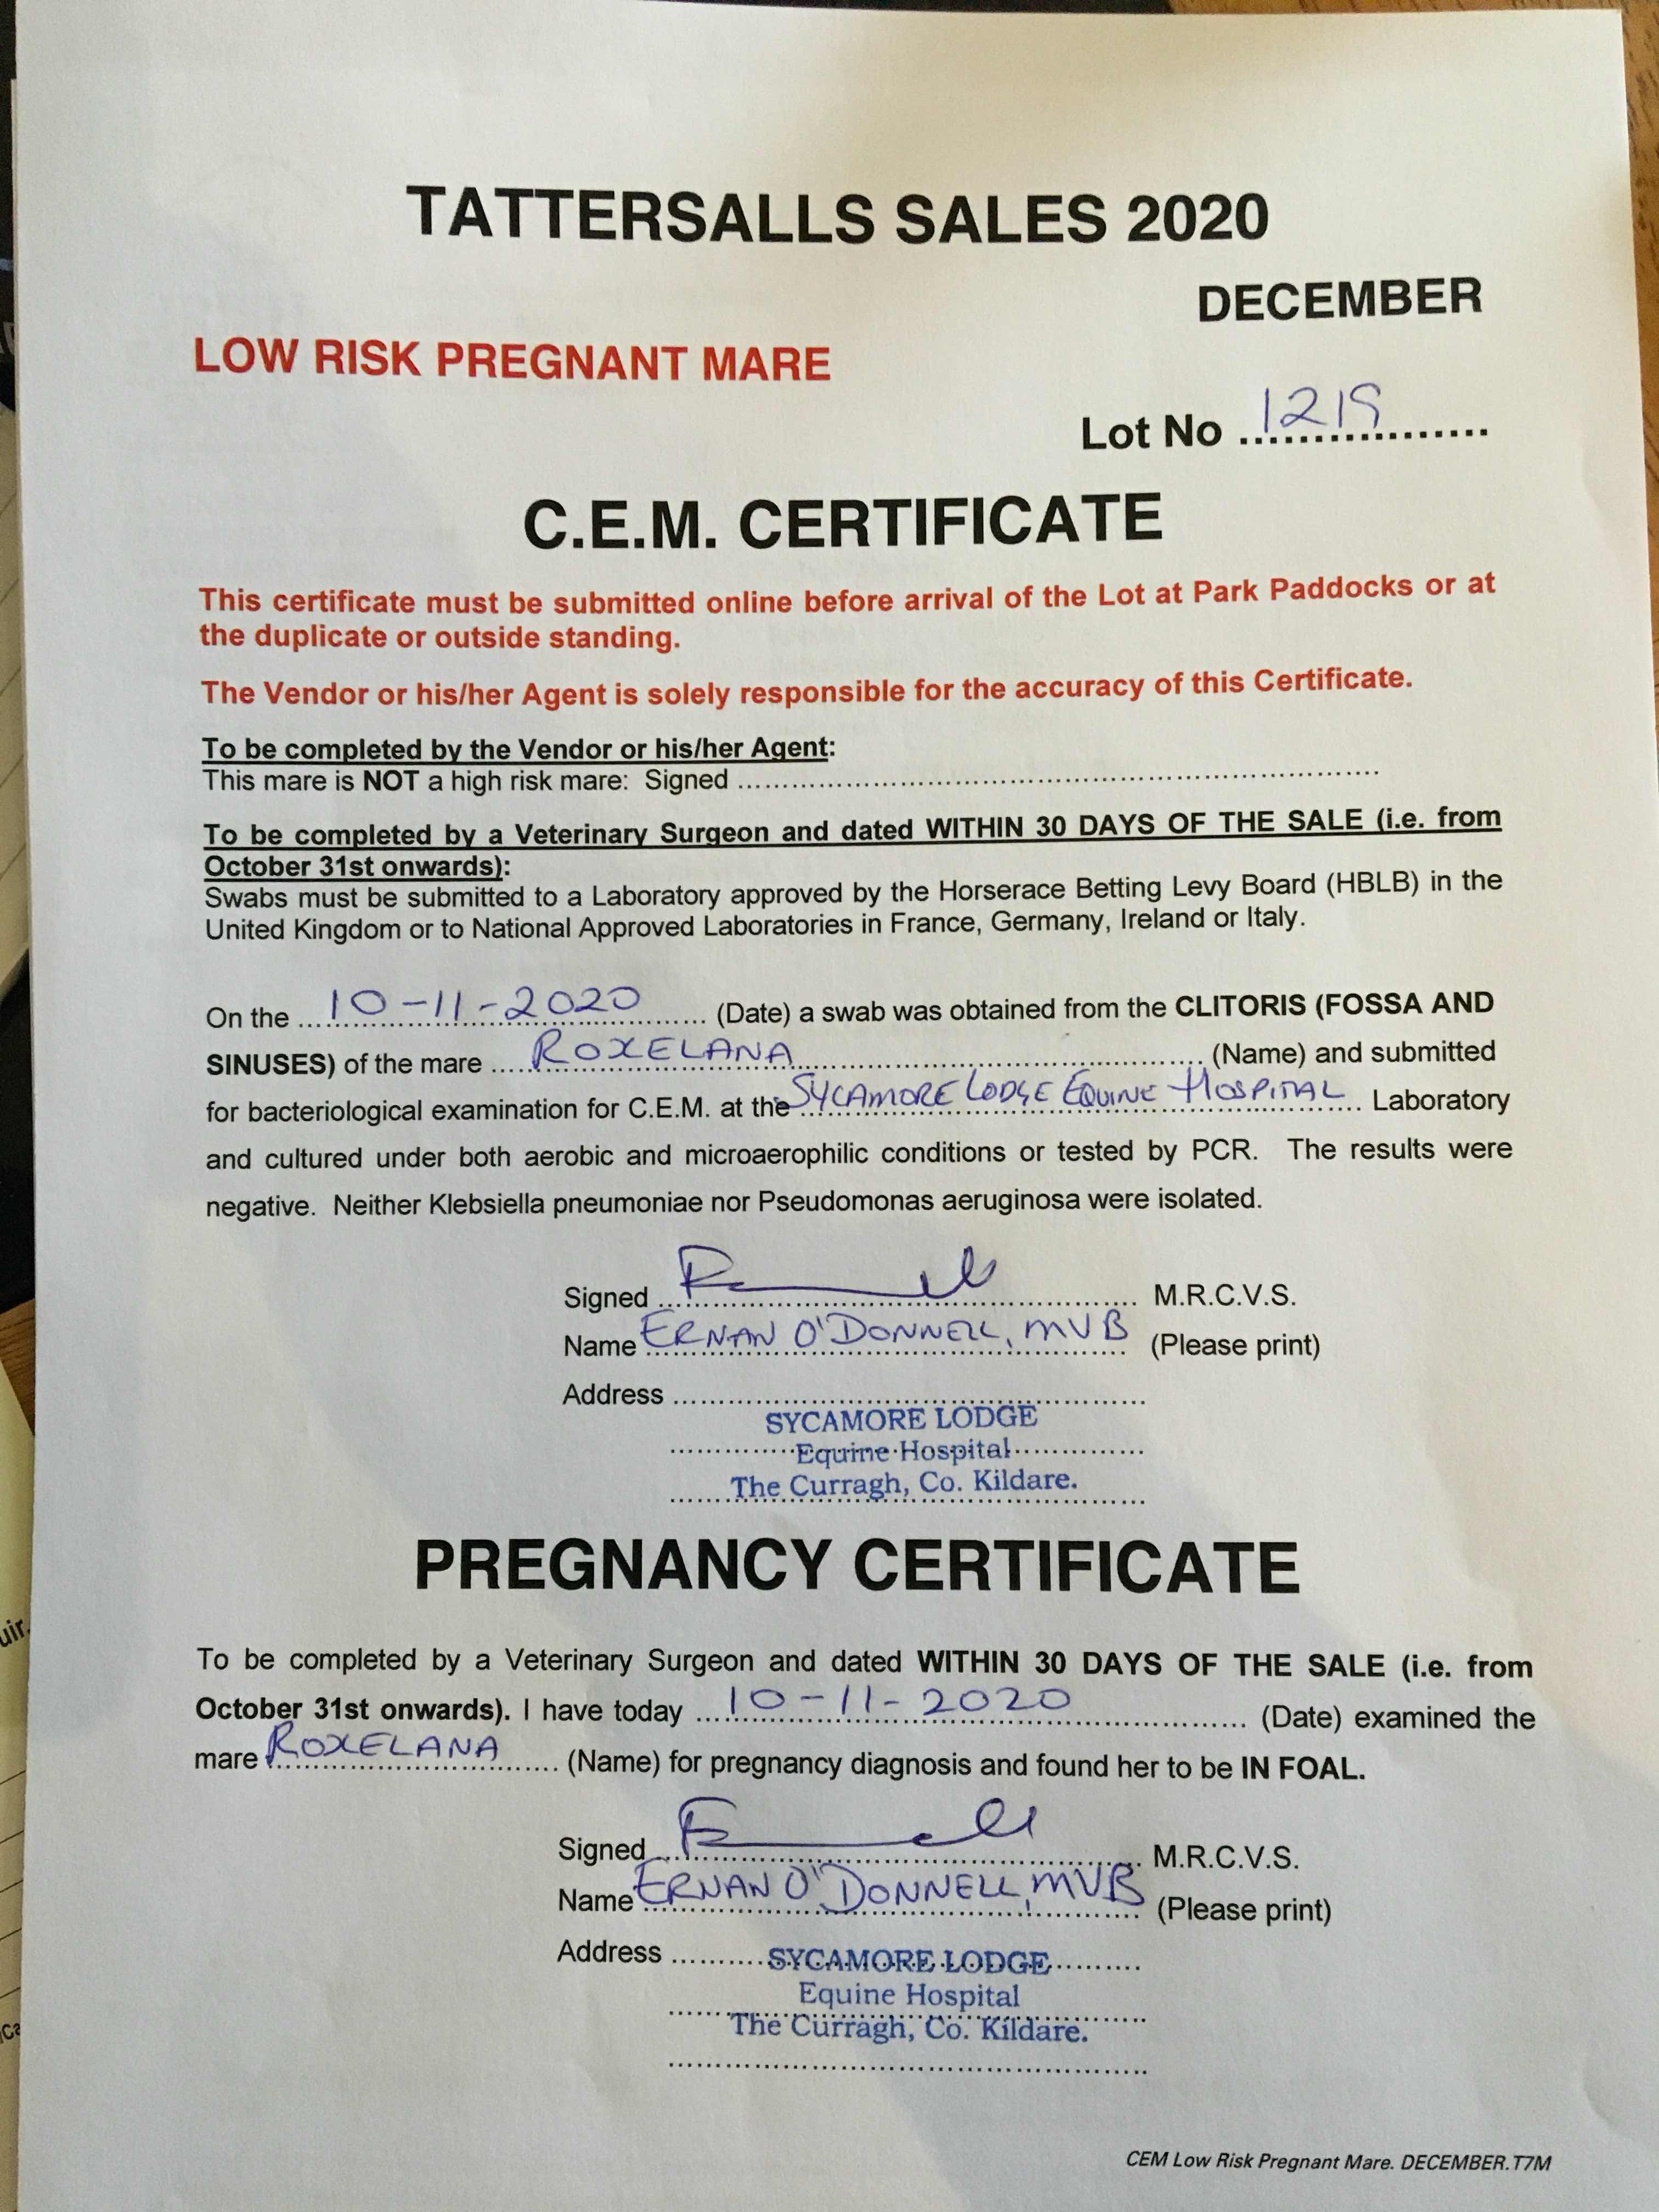 TATTERSALLS SALES 2020
DECEMBER
LOW RISK PREGNANT MARE
Lot No 1219
C.E.M. CERTIFICATE
This certificate must be submitted online before arrival of the Lot at Park Paddocks or at
the duplicate or outside standing.
The Vendor or his/her Agent is solely responsible for the accuracy of this Certificate.
To be completed by the Vendor or his/her Agent:
This mare is NOT a high risk mare: Signed
To be completed by a Veterinary Surgeon and dated WITHIN 30 DAYS OF THE SALE (i.e. from
October 31st onwards):
Swabs must be submitted to a Laboratory approved by the Horserace Betting Levy Board (HBLB) in the
United Kingdom or to National Approved Laboratories in France, Germany, Ireland or Italy.
On the 10-11-2020 (Date) a swab was obtained from the CLITORIS (FOSSA AND
SINUSES) of the mare ROXELANA (Name) and submitted
for bacteriological examination for C.E.M. at the SYCAMORE LODGE EQUINE HOSPITAL Laboratory
and cultured under both aerobic and microaerophilic conditions or tested by PCR. The results were
negative. Neither Klebsiella pneumoniae nor Pseudomonas aeruginosa were isolated.
Signed M.R.C.V.S.
Name ERNAN O'DONNELL, MVB (Please print)
Address
SYCAMORE LODGE
Equine Hospital
The Curragh, Co. Kildare.
PREGNANCY CERTIFICATE
To be completed by a Veterinary Surgeon and dated WITHIN 30 DAYS OF THE SALE (i.e. from
October 31st onwards). I have today 10-11-2020 (Date) examined the
mare ROXELANA (Name) for pregnancy diagnosis and found her to be IN FOAL.
Signed M.R.C.V.S.
Name ERNAN O'DONNELL, MVB (Please print)
Address SYCAMORE LODGE
Equine Hospital
The Curragh, Co. Kildare.
CEM Low Risk Pregnant Mare. DECEMBER.T7M